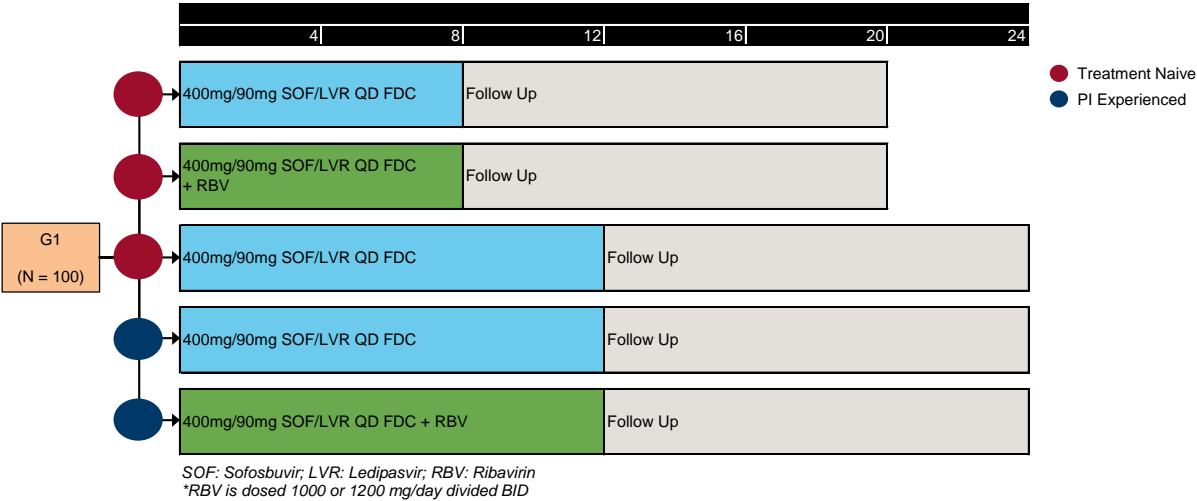 4 8 12 16 20 24
Treatment Naive
PI Experienced
400mg/90mg SOF/LVR QD FDC
Follow Up
400mg/90mg SOF/LVR QD FDC
+ RBV
Follow Up
G1
(N = 100)
400mg/90mg SOF/LVR QD FDC
Follow Up
400mg/90mg SOF/LVR QD FDC
Follow Up
400mg/90mg SOF/LVR QD FDC + RBV
Follow Up
SOF: Sofosbuvir; LVR: Ledipasvir; RBV: Ribavirin
*RBV is dosed 1000 or 1200 mg/day divided BID